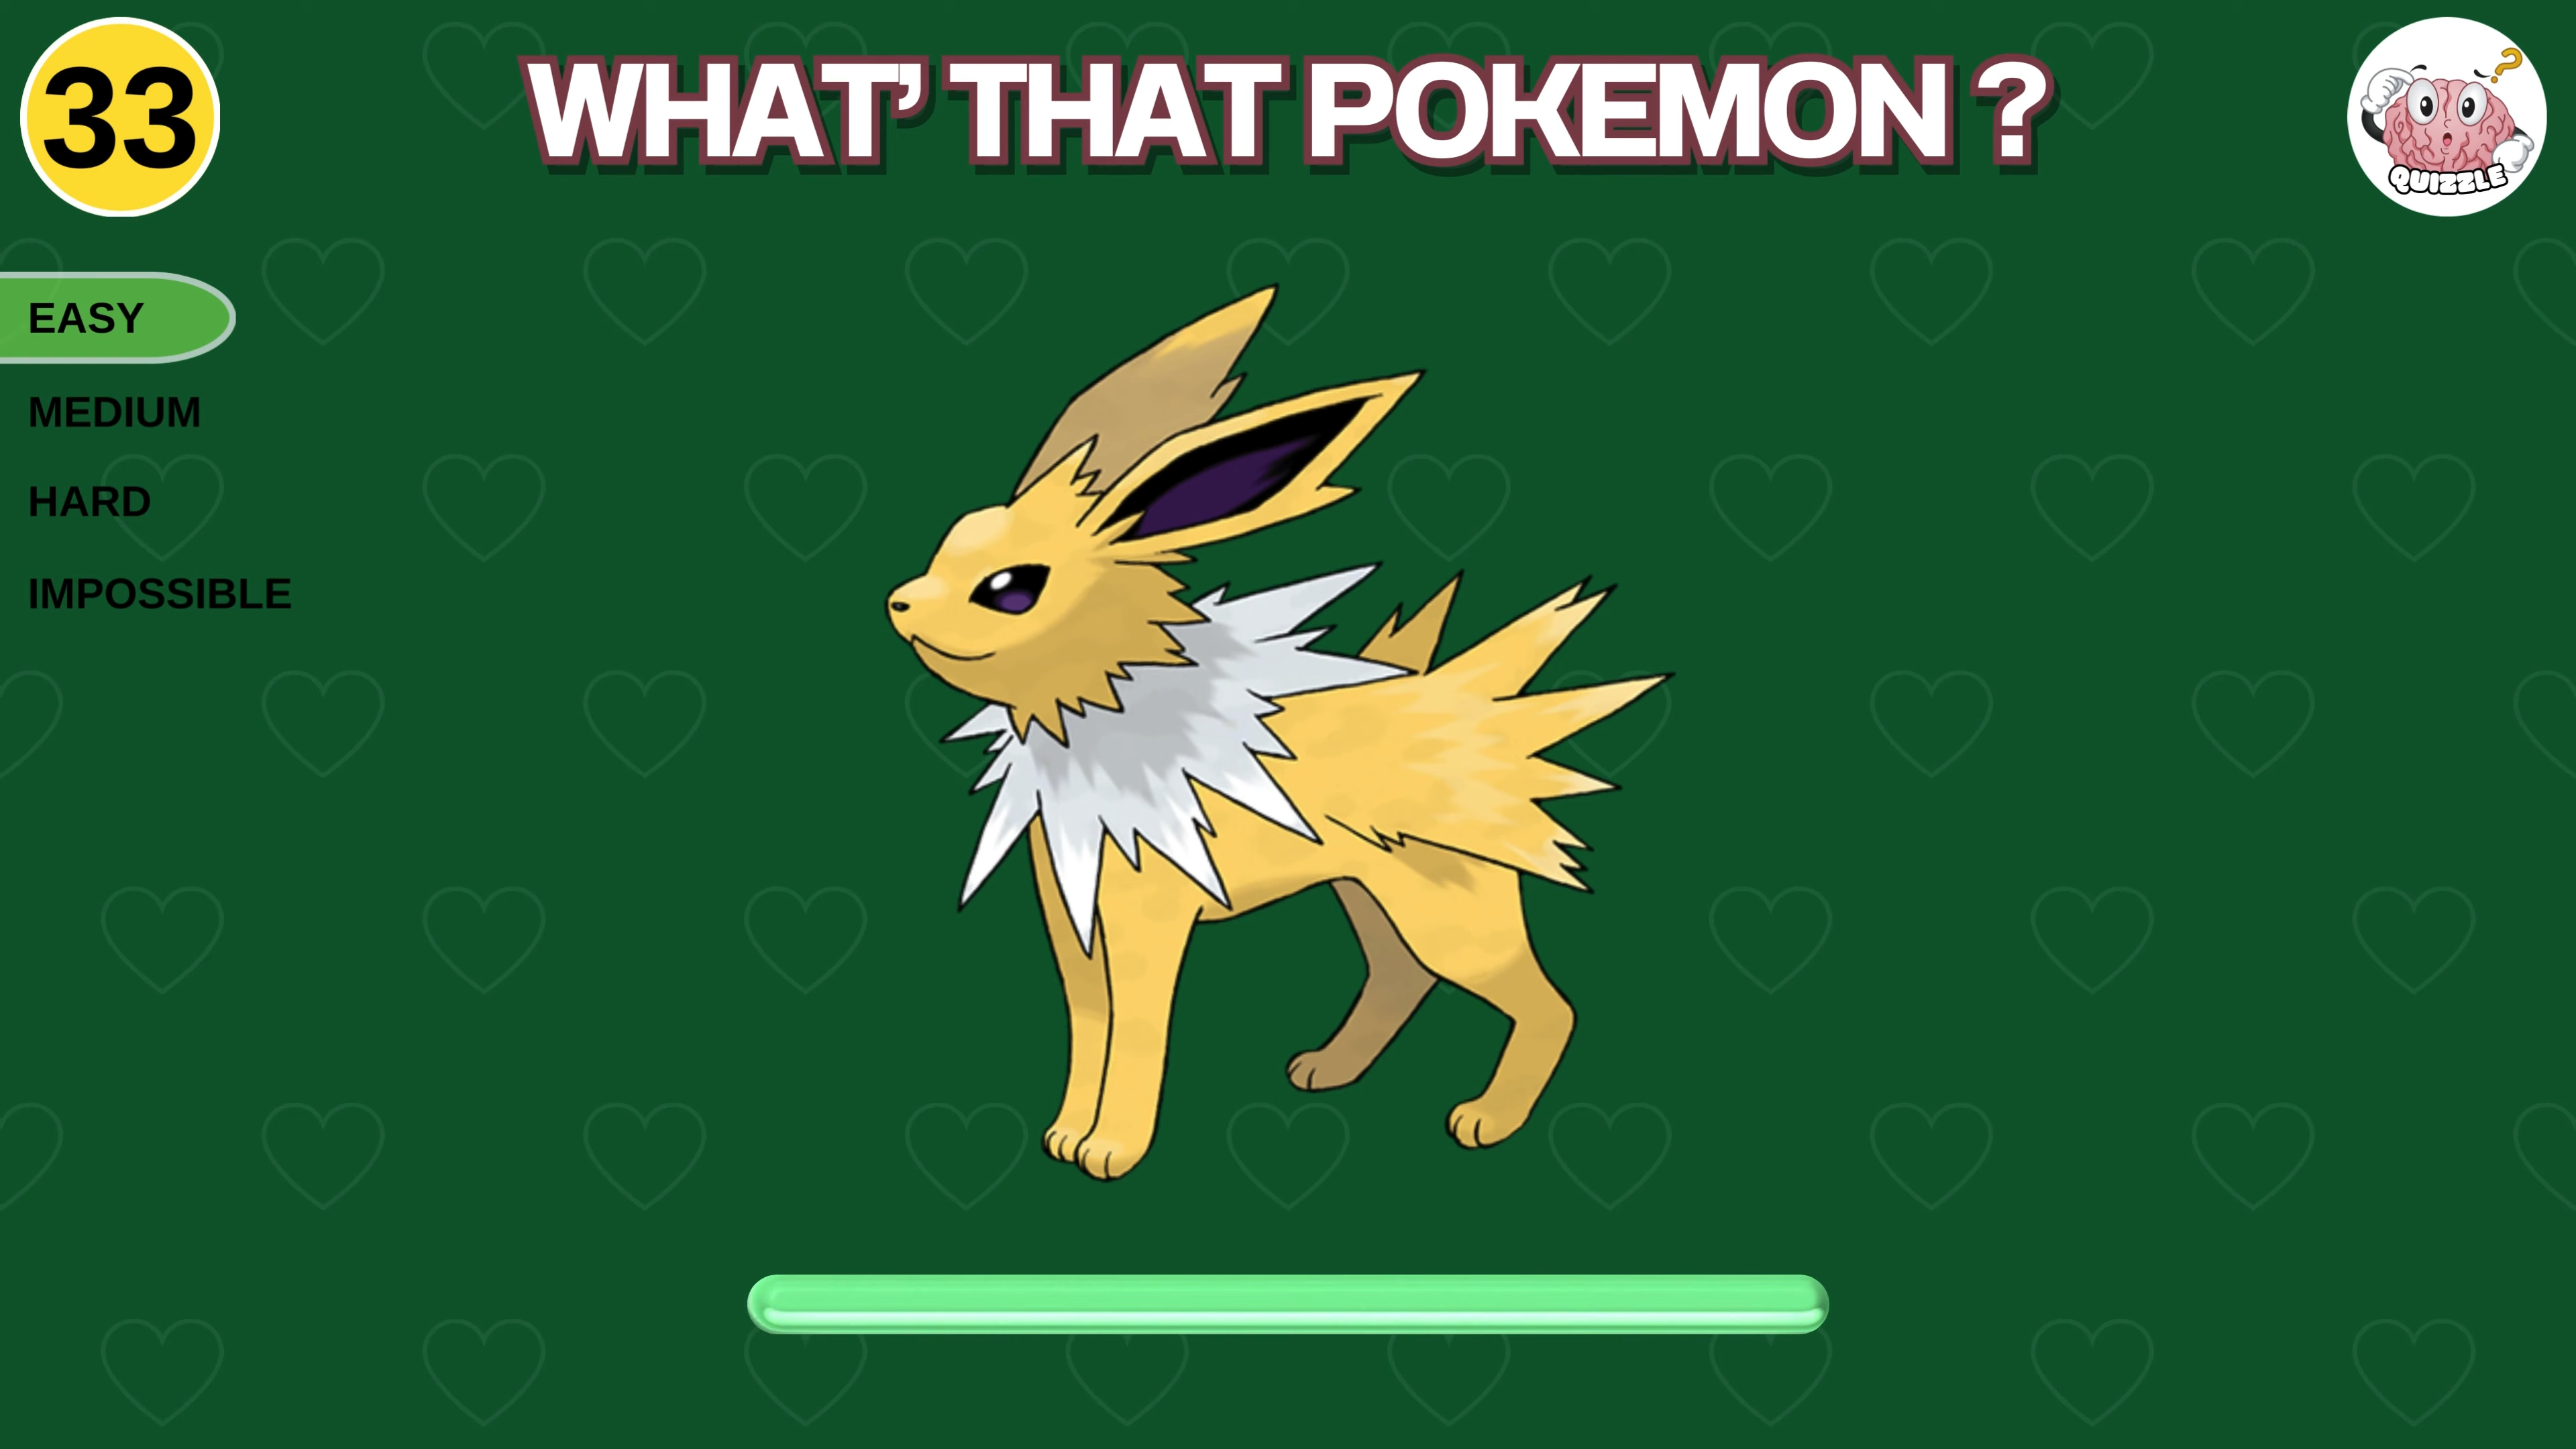 33
WHAT’ THAT POKEMON ?
QUIZZLE
EASY
MEDIUM
HARD
IMPOSSIBLE